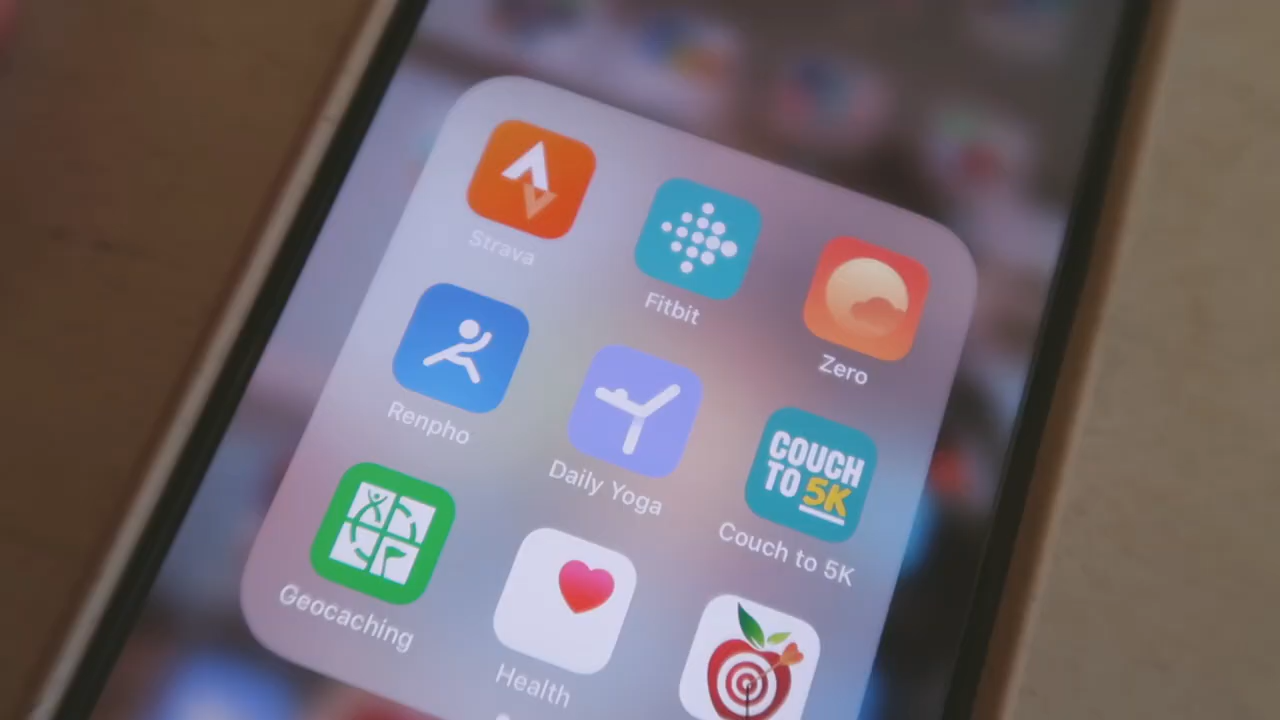 Strava
Fitbit
Zero
Renpho
Daily Yoga
COUCH
TO 5K
Couch to 5K
Geocaching
Health